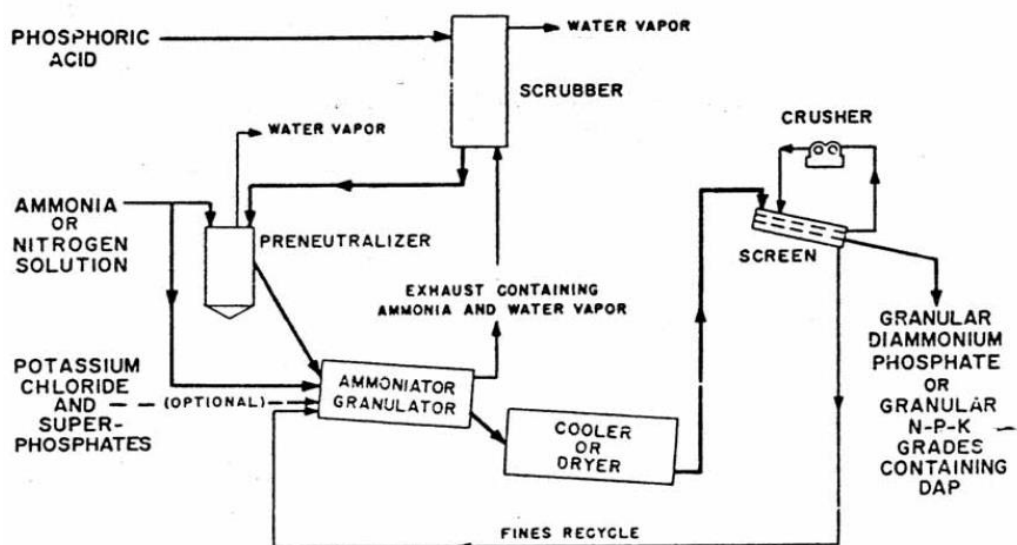 PHOSPHORIC
ACID
WATER VAPOR
SCRUBBER
WATER VAPOR
CRUSHER
AMMONIA
OR
NITROGEN
SOLUTION
PRENEUTRALIZER
SCREEN
EXHAUST CONTAINING
AMMONIA AND WATER VAPOR
GRANULAR
DIAMMONIUM
PHOSPHATE
OR
GRANULAR
N-P-K
GRADES
CONTAINING
DAP
POTASSIUM
CHLORIDE
AND
SUPER-
PHOSPHATES
(OPTIONAL)
AMMONIATOR
GRANULATOR
COOLER
OR
DRYER
FINES RECYCLE